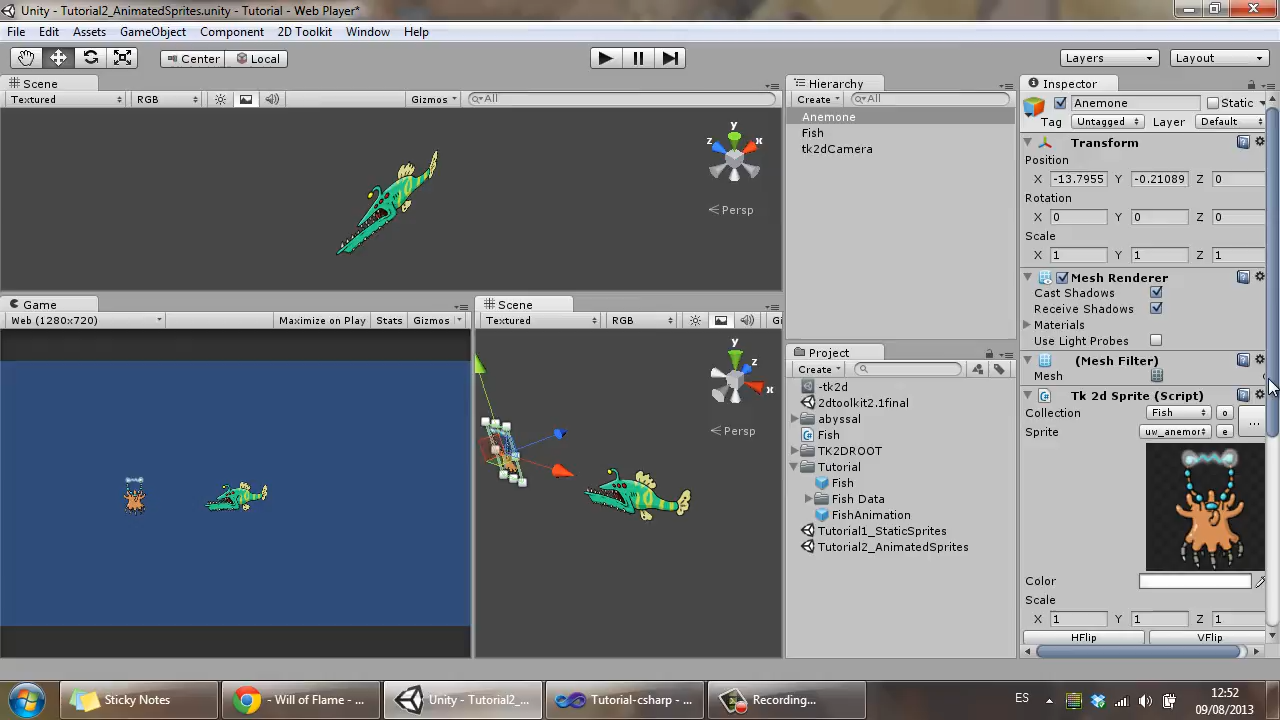 Tutorial2_AnimatedSprites.unity - Tutorial - Web Player*
File Edit Assets GameObject Component 2D Toolkit Window Help
Center Local Layers Layout
Scene
Textured RGB Gizmos All
y
z x
Persp
Game
Web (1280x720) Maximize on Play Stats Gizmos
Scene
Textured RGB Gi
y
z
x
Persp
Hierarchy
Create All
Anemone
Fish
tk2dCamera
Project
Create
-tk2d
2dtoolkit2.1final
abyssal
Fish
TK2DROOT
Tutorial
Fish
Fish Data
FishAnimation
Tutorial1_StaticSprites
Tutorial2_AnimatedSprites
Inspector
Anemone Static
Tag Untagged Layer Default
Transform
Position
X -13.7955 Y -0.21089 Z 0
Rotation
X 0 Y 0 Z 0
Scale
X 1 Y 1 Z 1
Mesh Renderer
Cast Shadows
Receive Shadows
Materials
Use Light Probes
(Mesh Filter)
Mesh
Tk 2d Sprite (Script)
Collection Fish o ...
Sprite uw_anemor e
Color
Scale
X 1 Y 1 Z 1
HFlip VFlip
Sticky Notes - Will of Flame - ... Unity - Tutorial2_... Tutorial-csharp - ... Recording... ES 12:52
09/08/2013